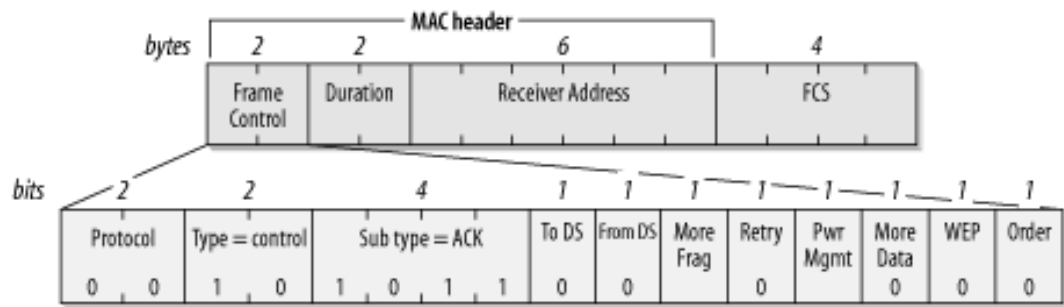 MAC header
bytes 2 2 6 4
Frame Control Duration Receiver Address FCS
bits 2 2 4 1 1 1 1 1 1 1 1
Protocol Type = control Sub type = ACK To DS From DS More Frag Retry Pwr Mgmt More Data WEP Order
0 0 1 0 1 0 1 1 0 0 0 0 0 0 0